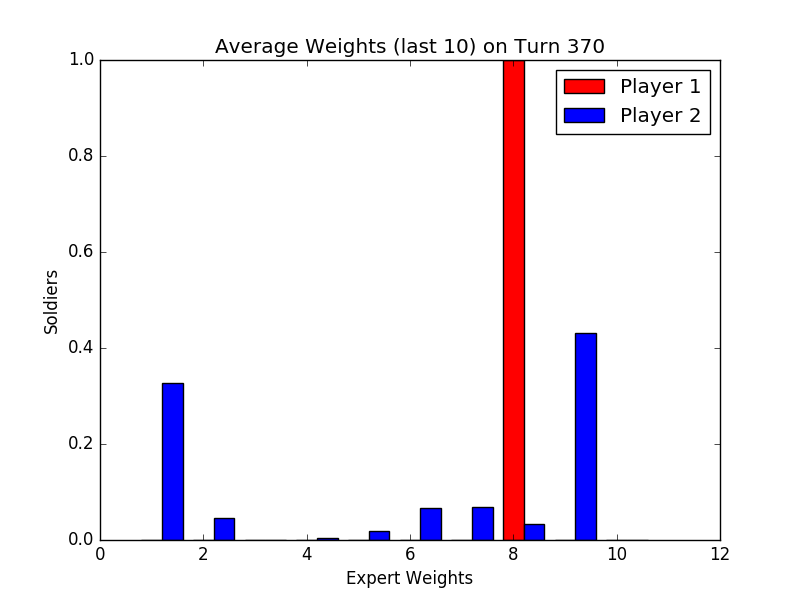 Average Weights (last 10) on Turn 370
1.0
0.8
0.6
0.4
0.2
0.0
Soldiers
Player 1
Player 2
0 2 4 6 8 10 12
Expert Weights